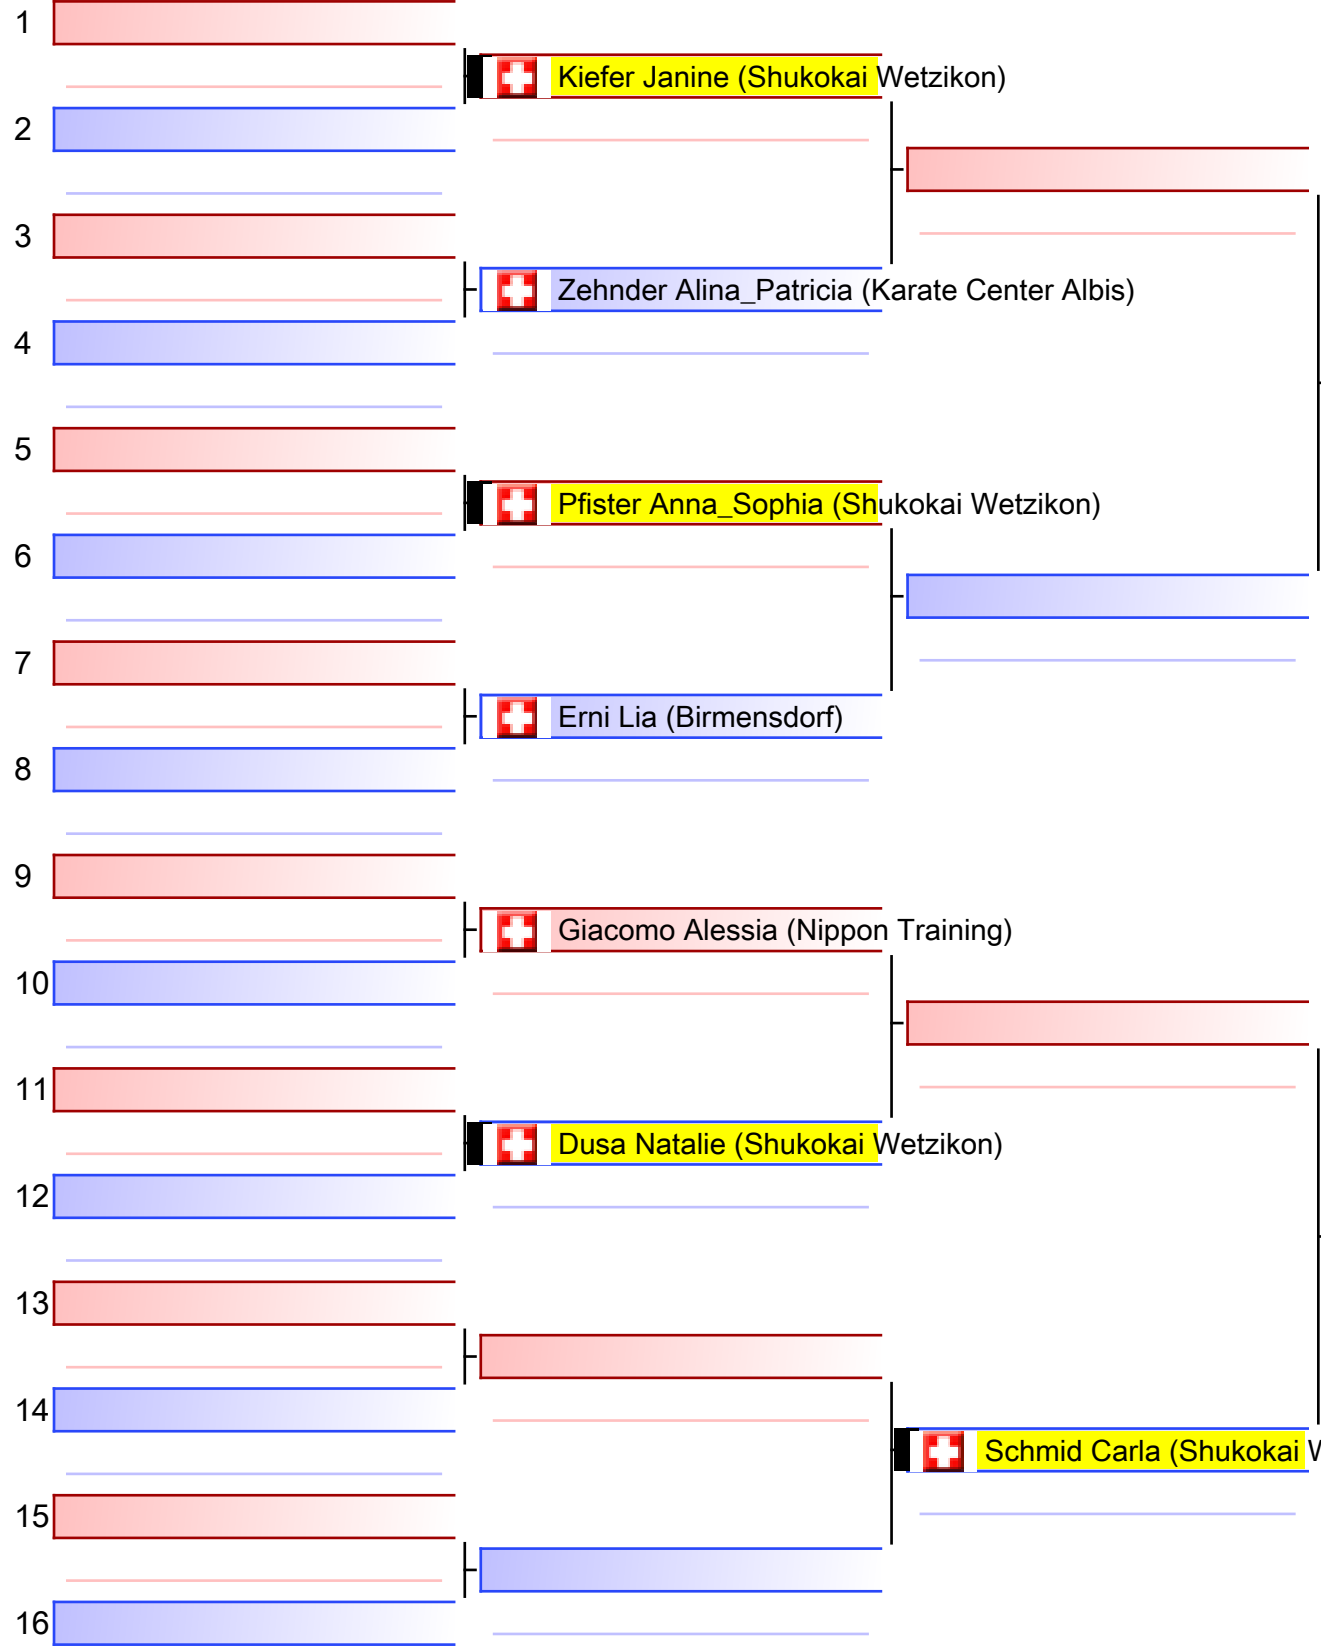 1
Kiefer Janine (Shukokai Wetzikon)
2
3
Zehnder Alina_Patricia (Karate Center Albis)
4
5
Pfister Anna_Sophia (Shukokai Wetzikon)
6
7
Erni Lia (Birmensdorf)
8
9
Giacomo Alessia (Nippon Training)
10
11
Dusa Natalie (Shukokai Wetzikon)
12
13
14
Schmid Carla (Shukokai
15
16